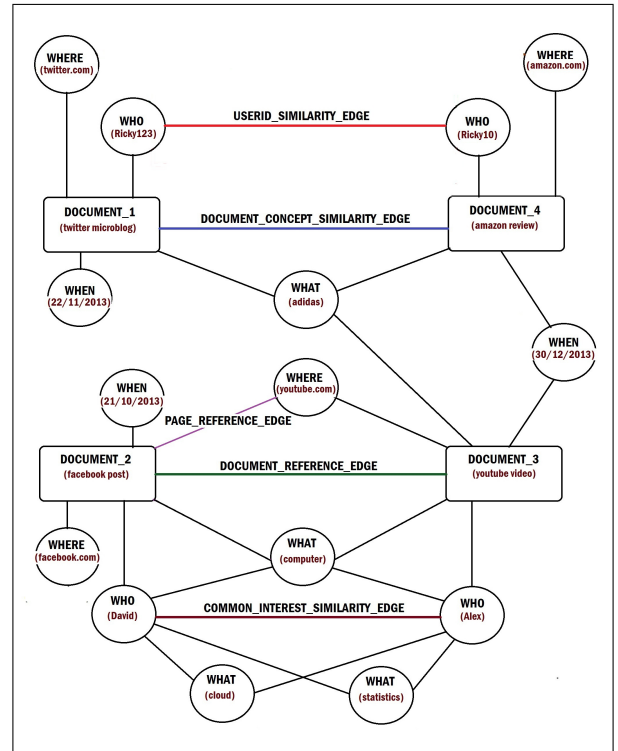 WHERE
(twitter.com)
WHERE
(amazon.com)
WHO
(Ricky123)
USERID_SIMILARITY_EDGE
WHO
(Ricky10)
DOCUMENT_1
(twitter microblog)
DOCUMENT_CONCEPT_SIMILARITY_EDGE
DOCUMENT_4
(amazon review)
WHEN
(22/11/2013)
WHAT
(adidas)
WHEN
(30/12/2013)
WHEN
(21/10/2013)
WHERE
(youtube.com)
PAGE_REFERENCE_EDGE
DOCUMENT_2
(facebook post)
DOCUMENT_REFERENCE_EDGE
DOCUMENT_3
(youtube video)
WHERE
(facebook.com)
WHAT
(computer)
WHO
(David)
COMMON_INTEREST_SIMILARITY_EDGE
WHO
(Alex)
WHAT
(cloud)
WHAT
(statistics)